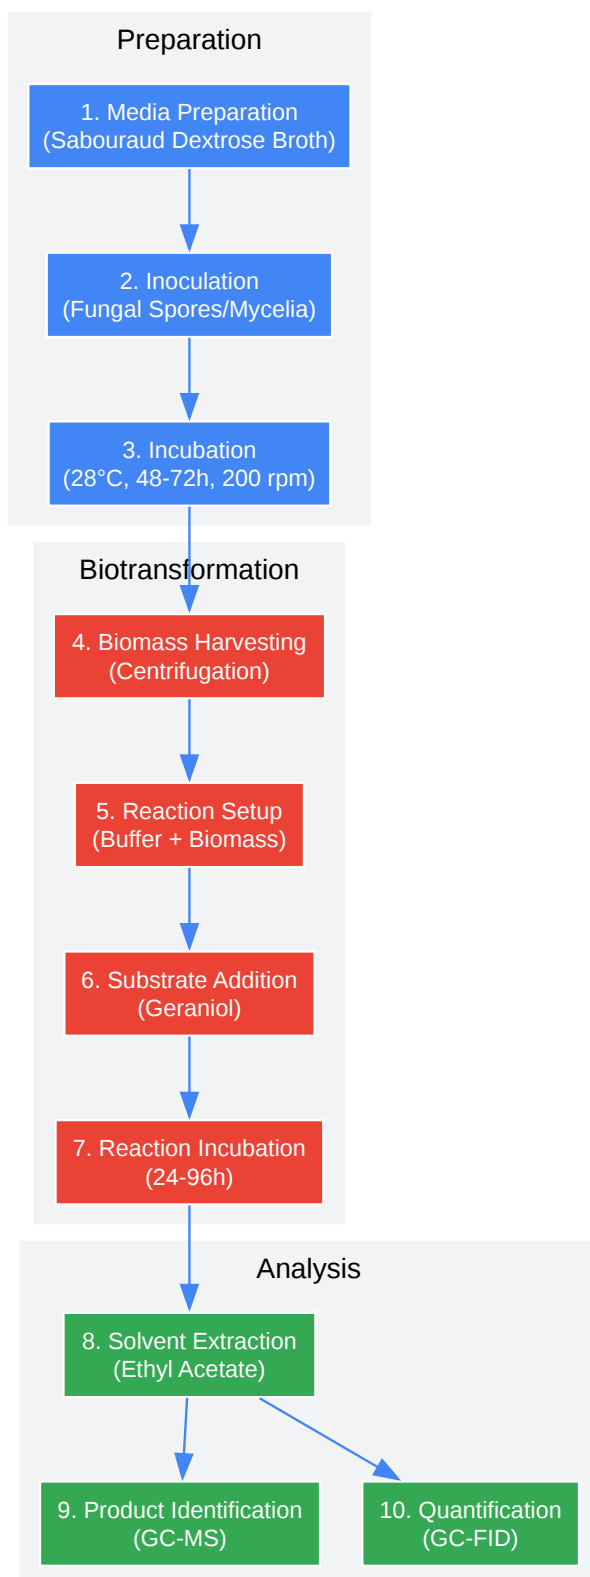 Preparation
1. Media Preparation
(Sabouraud Dextrose Broth)
2. Inoculation
(Fungal Spores/Mycelia)
3. Incubation
(28°C, 48-72h, 200 rpm)
Biotransformation
4. Biomass Harvesting
(Centrifugation)
5. Reaction Setup
(Buffer + Biomass)
6. Substrate Addition
(Geraniol)
7. Reaction Incubation
(24-96h)
Analysis
8. Solvent Extraction
(Ethyl Acetate)
9. Product Identification
(GC-MS)
10. Quantification
(GC-FID)